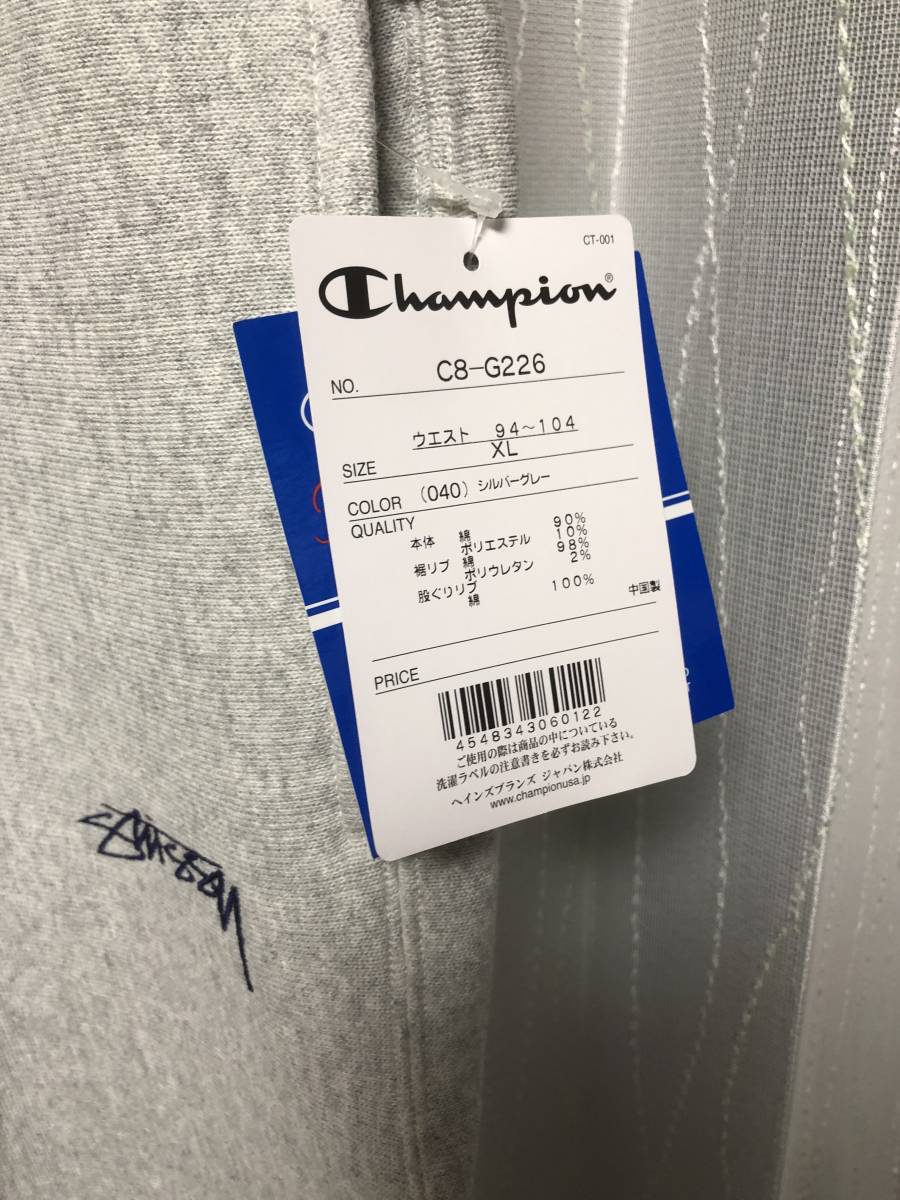 CT-001
Champion®
NO. C8-G226
ウエスト 94～104
SIZE XL
COLOR (040) シルバーグレー
QUALITY
本体 綿 90%
ポリエステル 10%
裾リブ 綿 98%
ポリウレタン 2%
股ぐりリブ
綿 100%
中国製
PRICE
4548343060122
ご使用の際は商品の中についている
洗濯ラベルの注意書きを必ずお読み下さい。
ヘインズブランズ ジャパン株式会社
www.championusa.jp
Stüssy